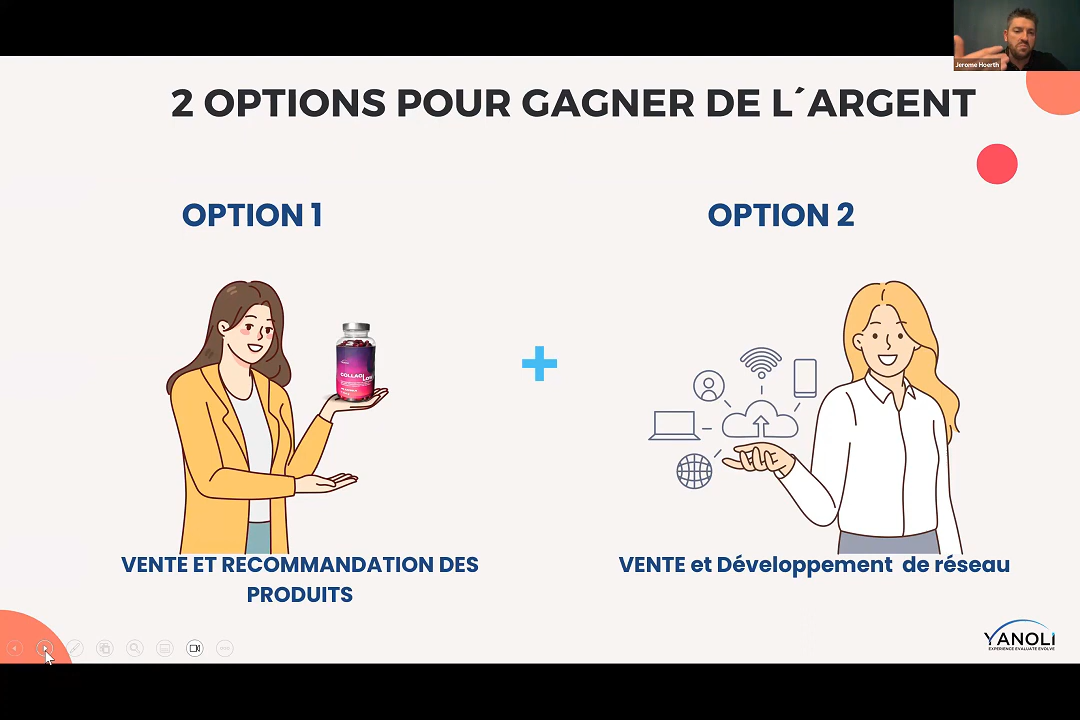 Jerome Hoerth
2 OPTIONS POUR GAGNER DE L´ARGENT
OPTION 1
OPTION 2
COLLAG
VENTE ET RECOMMANDATION DES
PRODUITS
VENTE et Développement de réseau
YANOLI
EXPERIENCE EVALUATE EVOLVE